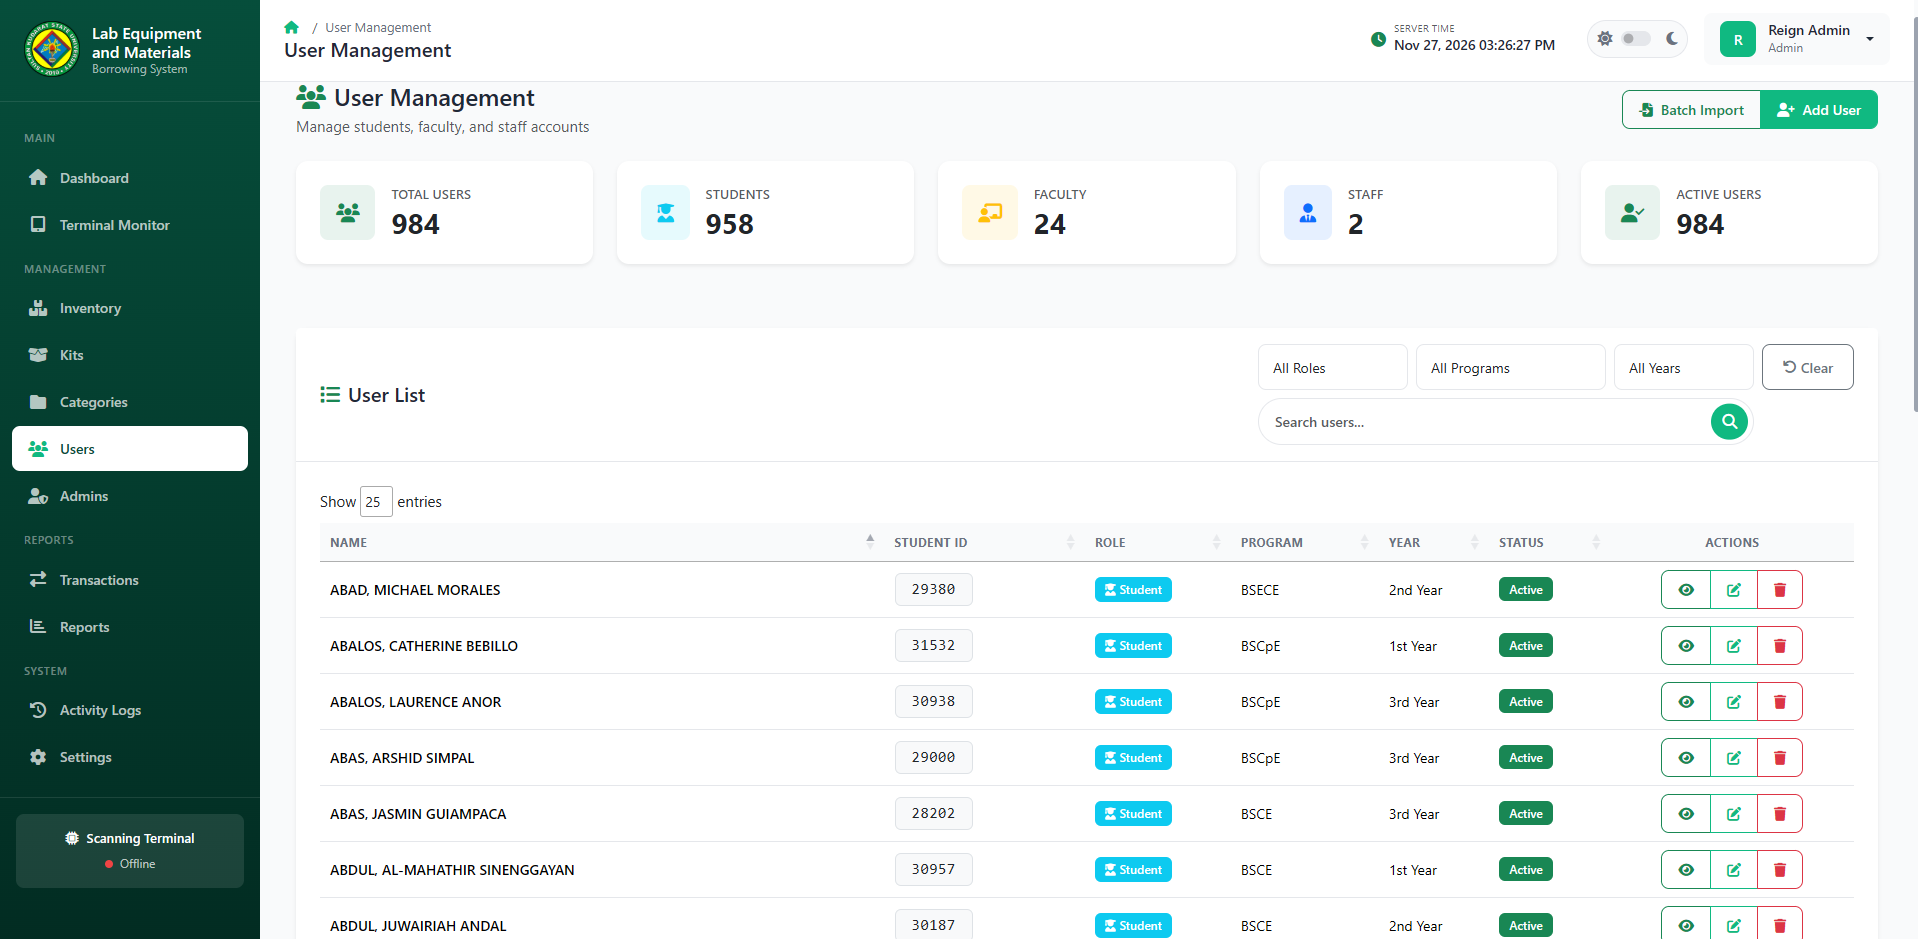 Lab Equipment
and Materials
Borrowing System
MAIN
Dashboard
Terminal Monitor
MANAGEMENT
Inventory
Kits
Categories
Users
Admins
REPORTS
Transactions
Reports
SYSTEM
Activity Logs
Settings
Scanning Terminal
Offline
/ User Management
User Management
SERVER TIME
Nov 27, 2026 03:26:27 PM
R
Reign Admin
Admin
User Management
Manage students, faculty, and staff accounts
Batch Import
Add User
TOTAL USERS
984
STUDENTS
958
FACULTY
24
STAFF
2
ACTIVE USERS
984
User List
All Roles
All Programs
All Years
Clear
Search users...
Show 25 entries
NAME STUDENT ID ROLE PROGRAM YEAR STATUS ACTIONS
ABAD, MICHAEL MORALES 29380 Student BSECE 2nd Year Active
ABALOS, CATHERINE BEBILLO 31532 Student BSCpE 1st Year Active
ABALOS, LAURENCE ANOR 30938 Student BSCpE 3rd Year Active
ABAS, ARSHID SIMPAL 29000 Student BSCpE 3rd Year Active
ABAS, JASMIN GUIAMPACA 28202 Student BSCE 3rd Year Active
ABDUL, AL-MAHATHIR SINENGGAYAN 30957 Student BSCE 1st Year Active
ABDUL, JUWAIRIAH ANDAL 30187 Student BSCE 2nd Year Active